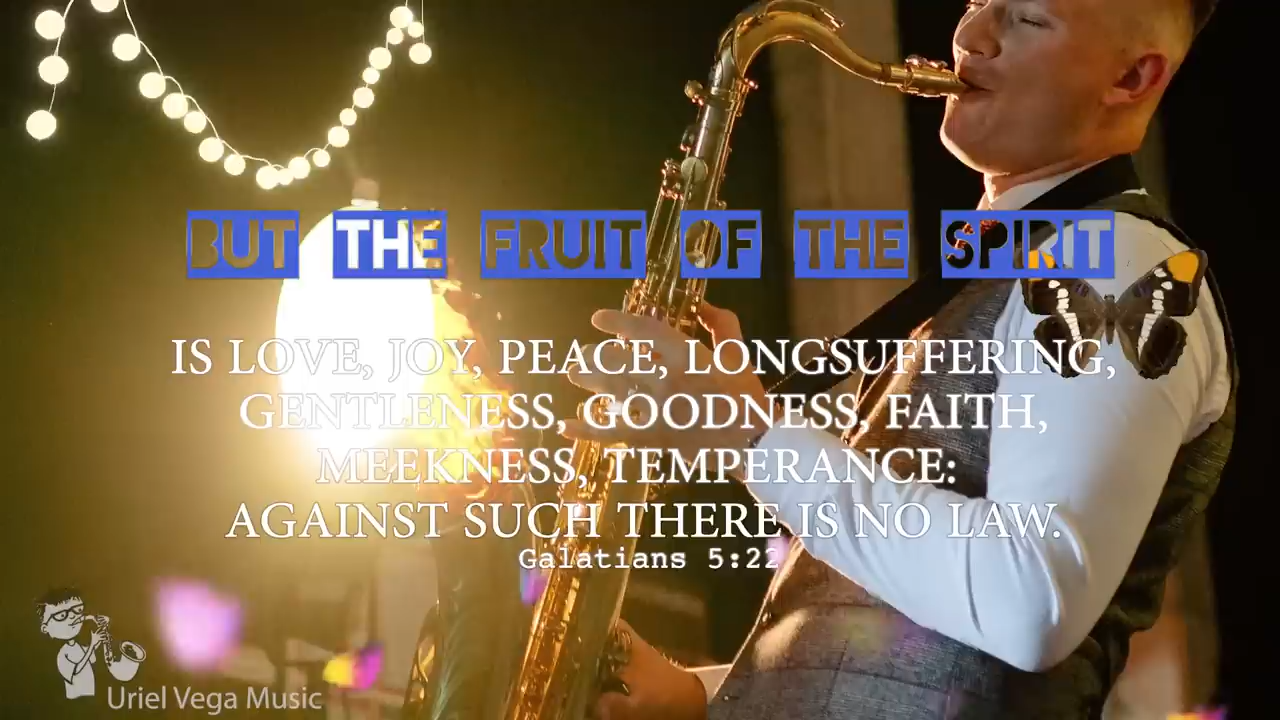 BUT THE FRUIT OF THE SPIRIT
IS LOVE, JOY, PEACE, LONGSUFFERING,
GENTLENESS, GOODNESS, FAITH,
MEEKNESS, TEMPERANCE:
AGAINST SUCH THERE IS NO LAW.
Galatians 5:22
Uriel Vega Music